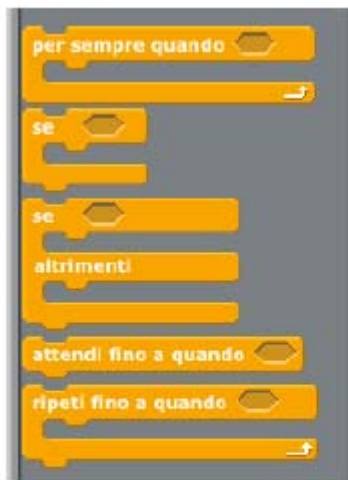 per sempre quando
se
se
altrimenti
attendi fino a quando
ripeti fino a quando